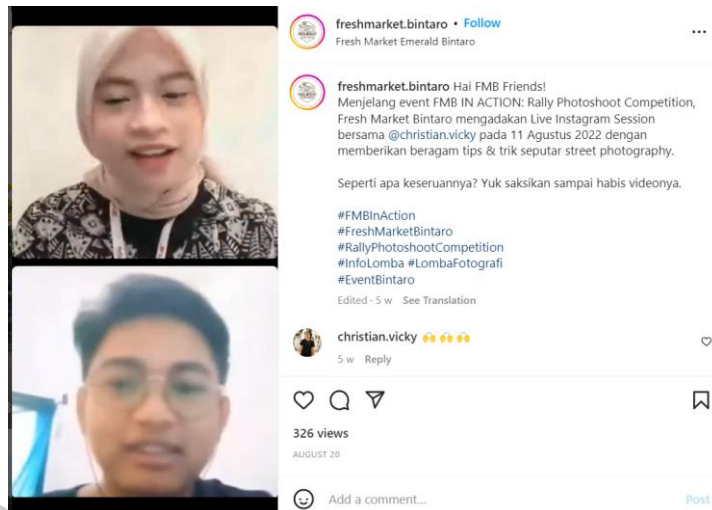 freshmarket.bintaro • Follow
Fresh Market Emerald Bintaro
freshmarket.bintaro Hai FMB Friends!
Menjelang event FMB IN ACTION: Rally Photoshoot Competition,
Fresh Market Bintaro mengadakan Live Instagram Session
bersama @christian.vicky pada 11 Agustus 2022 dengan
memberikan beragam tips & trik seputar street photography.
Seperti apa keseruannya? Yuk saksikan sampai habis videonya.
#FMBInAction
#FreshMarketBintaro
#RallyPhotoshootCompetition
#InfoLomba #LombaFotografi
#EventBintaro
Edited · 5 w See Translation
christian.vicky 🙌🙌🙌
5 w Reply
326 views
AUGUST 20
Add a comment...
Post